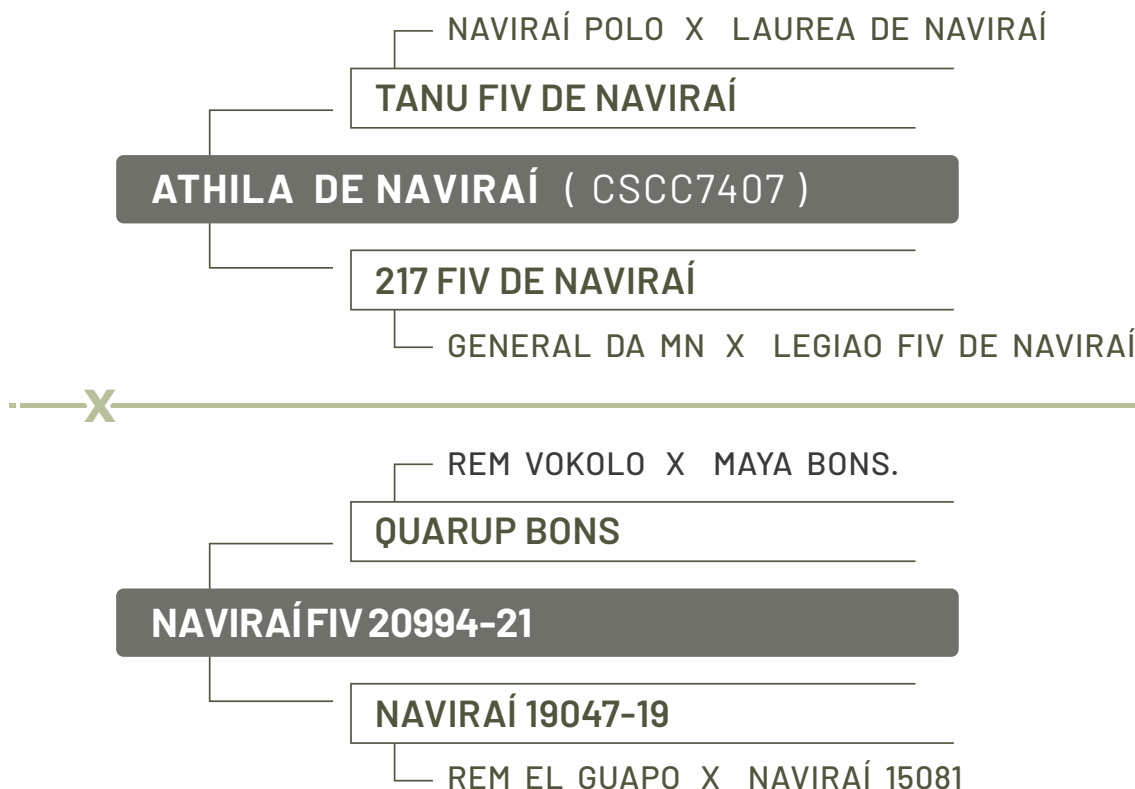 NAVIRAÍ POLO X LAUREA DE NAVIRAÍ
TANU FIV DE NAVIRAÍ
ATHILA DE NAVIRAÍ ( CSCC7407 )
217 FIV DE NAVIRAÍ
GENERAL DA MN X LEGIAO FIV DE NAVIRAÍ
X
REM VOKOLO X MAYA BONS.
QUARUP BONS
NAVIRAÍ FIV 20994-21
NAVIRAÍ 19047-19
REM EL GUAPO X NAVIRAÍ 15081